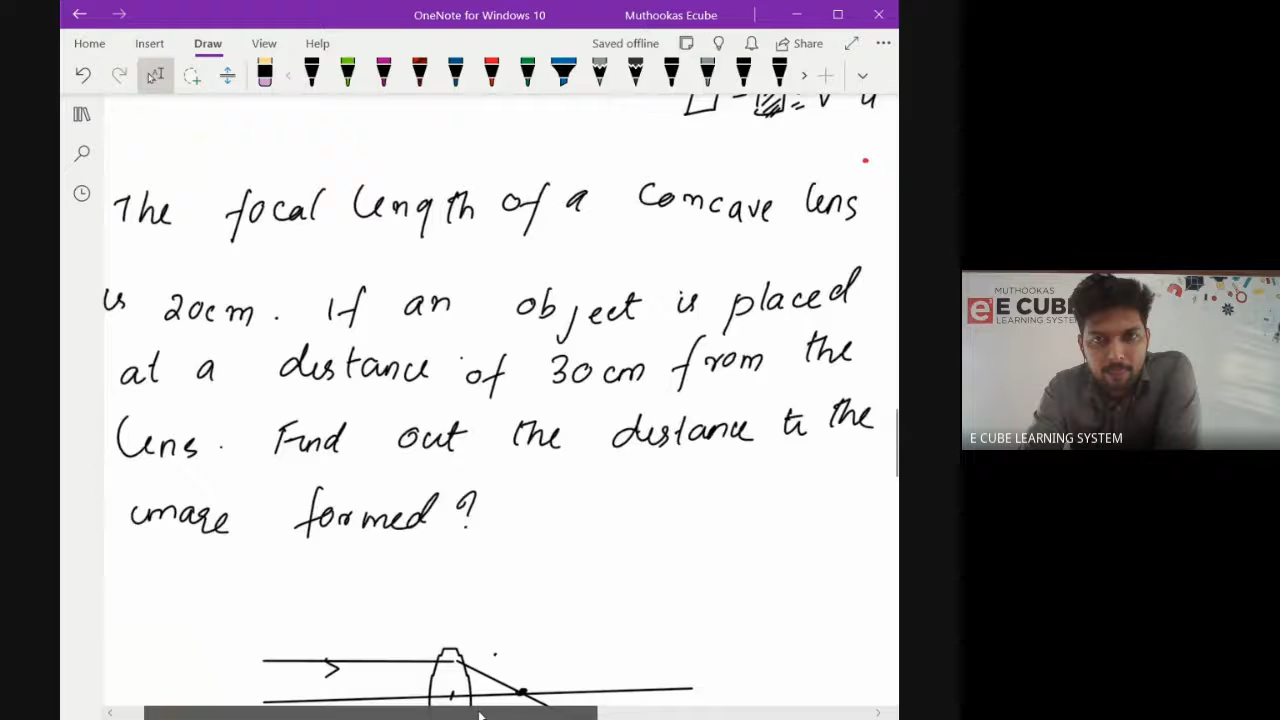 OneNote for Windows 10
Muthookas Ecube
Home Insert Draw View Help
Saved offline
Share
The focal length of a concave lens
is 20cm. If an object is placed
at a distance of 30cm from the
lens. Find out the distance to the
image formed?
MUTHOOKAS
e E CUBE
LEARNING SYSTEM
E CUBE LEARNING SYSTEM